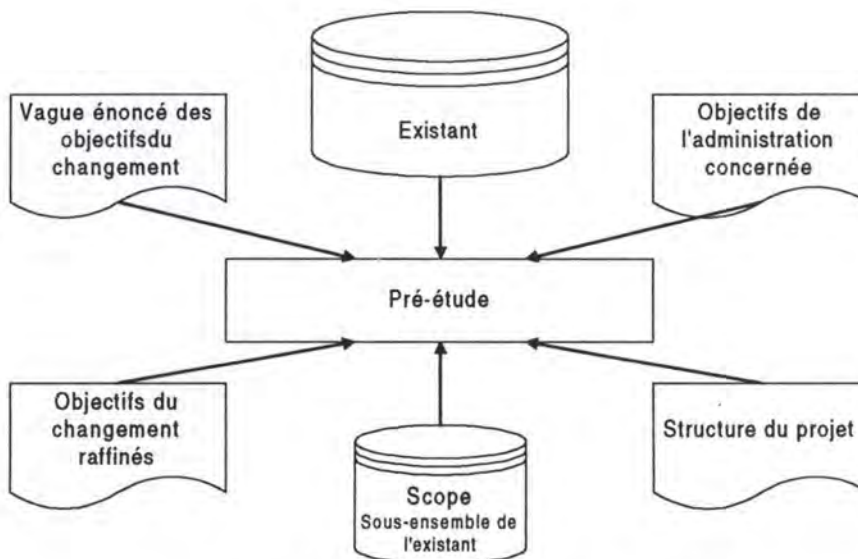 Vague énoncé des
objectifsdu
changement
Existant
Objectifs de
l'administration
concernée
Pré-étude
Objectifs du
changement
raffinés
Scope
Sous-ensemble de
l'existant
Structure du projet